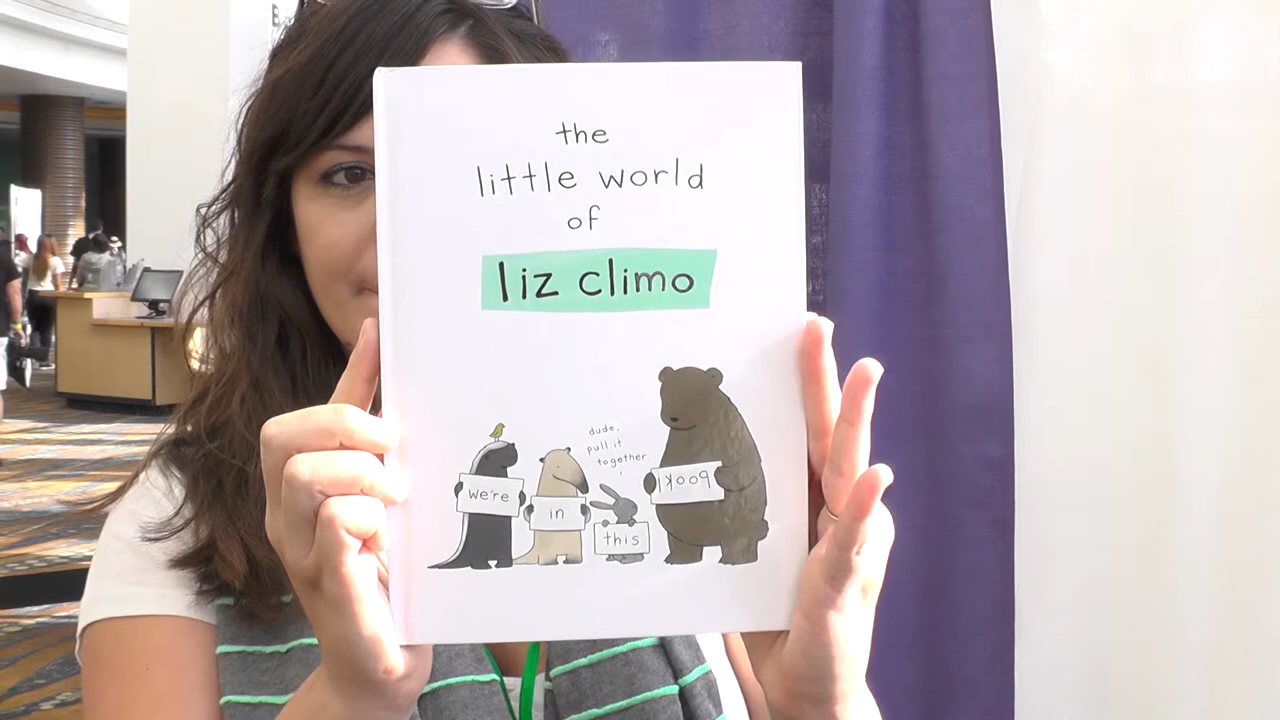 the
little world
of
liz climo
dude,
pull it
together
we're
in
this
book!